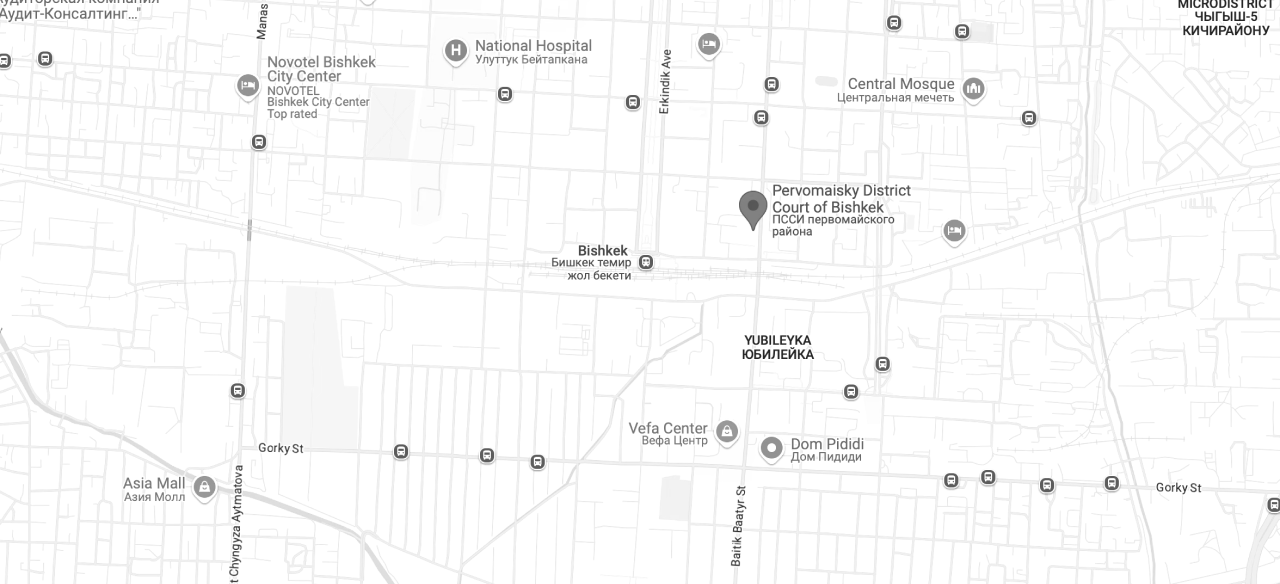 Аудит-Консалтинг..."
Manas
MICRODISTRICT
ЧЫГЫШ-5
КИЧИРАЙОНУ
National Hospital
Улуттук Бейтапкана
Novotel Bishkek
City Center
NOVOTEL
Bishkek City Center
Top rated
Erkindik Ave
Central Mosque
Центральная мечеть
Pervomaisky District
Court of Bishkek
ПССИ первомайского
района
Bishkek
Бишкек темир
жол бекети
YUBILEYKA
ЮБИЛЕЙКА
Vefa Center
Вефа Центр
Dom Pididi
Дом Пидиди
Gorky St
Asia Mall
Азия Молл
t Chyngyza Aytmatova
Baitik Baatyr St
Gorky St